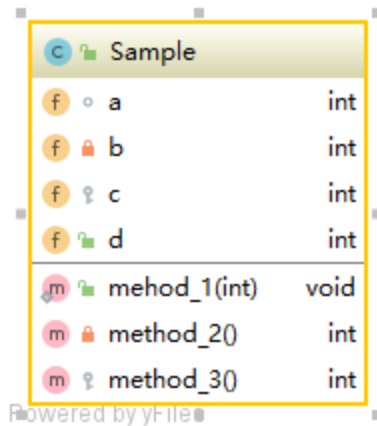 C Sample
f a int
f b int
f c int
f d int
m mehod_1(int) void
m method_2() int
m method_3() int
Powered by yFiles